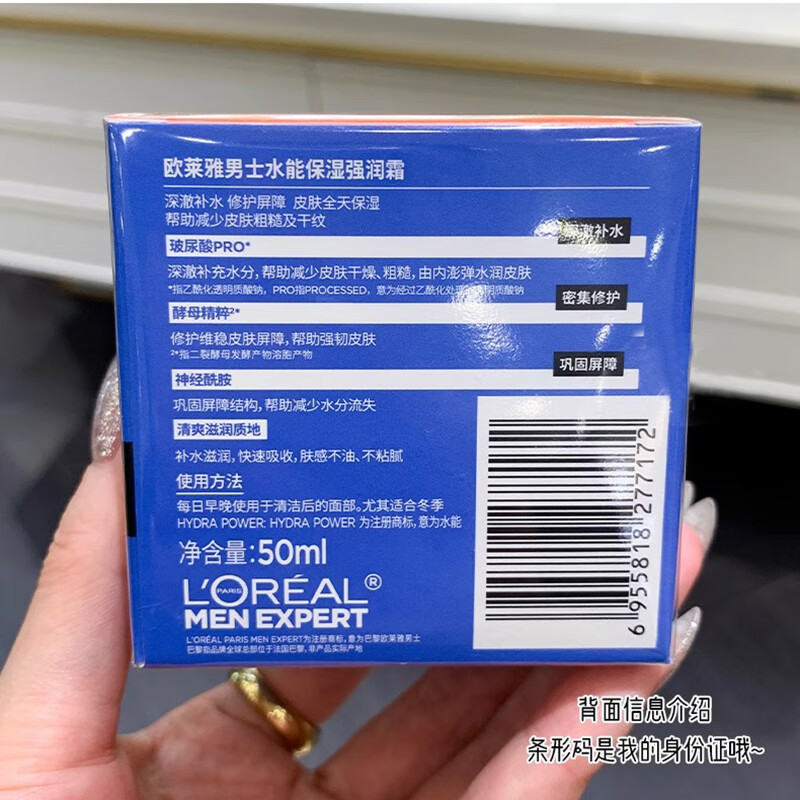 欧莱雅男士水能保湿强润霜
深澈补水 修护屏障 皮肤全天保湿
帮助减少皮肤粗糙及干纹
深澈补水
玻尿酸PRO*
深澈补充水分，帮助减少皮肤干燥、粗糙，由内澎弹水润皮肤
*指乙酰化透明质酸钠，PRO指PROCESSED，意为经过乙酰化处理的透明质酸钠
密集修护
酵母精粹²*
修护维稳皮肤屏障，帮助强韧皮肤
²*指二裂酵母发酵产物溶胞产物
巩固屏障
神经酰胺
巩固屏障结构，帮助减少水分流失
清爽滋润质地
补水滋润，快速吸收，肤感不油、不粘腻
使用方法
每日早晚使用于清洁后的面部。尤其适合冬季
HYDRA POWER: HYDRA POWER 为注册商标，意为水能
净含量:50ml
L'ORÉAL®
PARIS
MEN EXPERT
L'ORÉAL PARIS MEN EXPERT为注册商标，意为巴黎欧莱雅男士
巴黎指品牌全球总部位于法国巴黎，非产品实际产地
6 955818 277172
背面信息介绍
条形码是我的身份证哦~